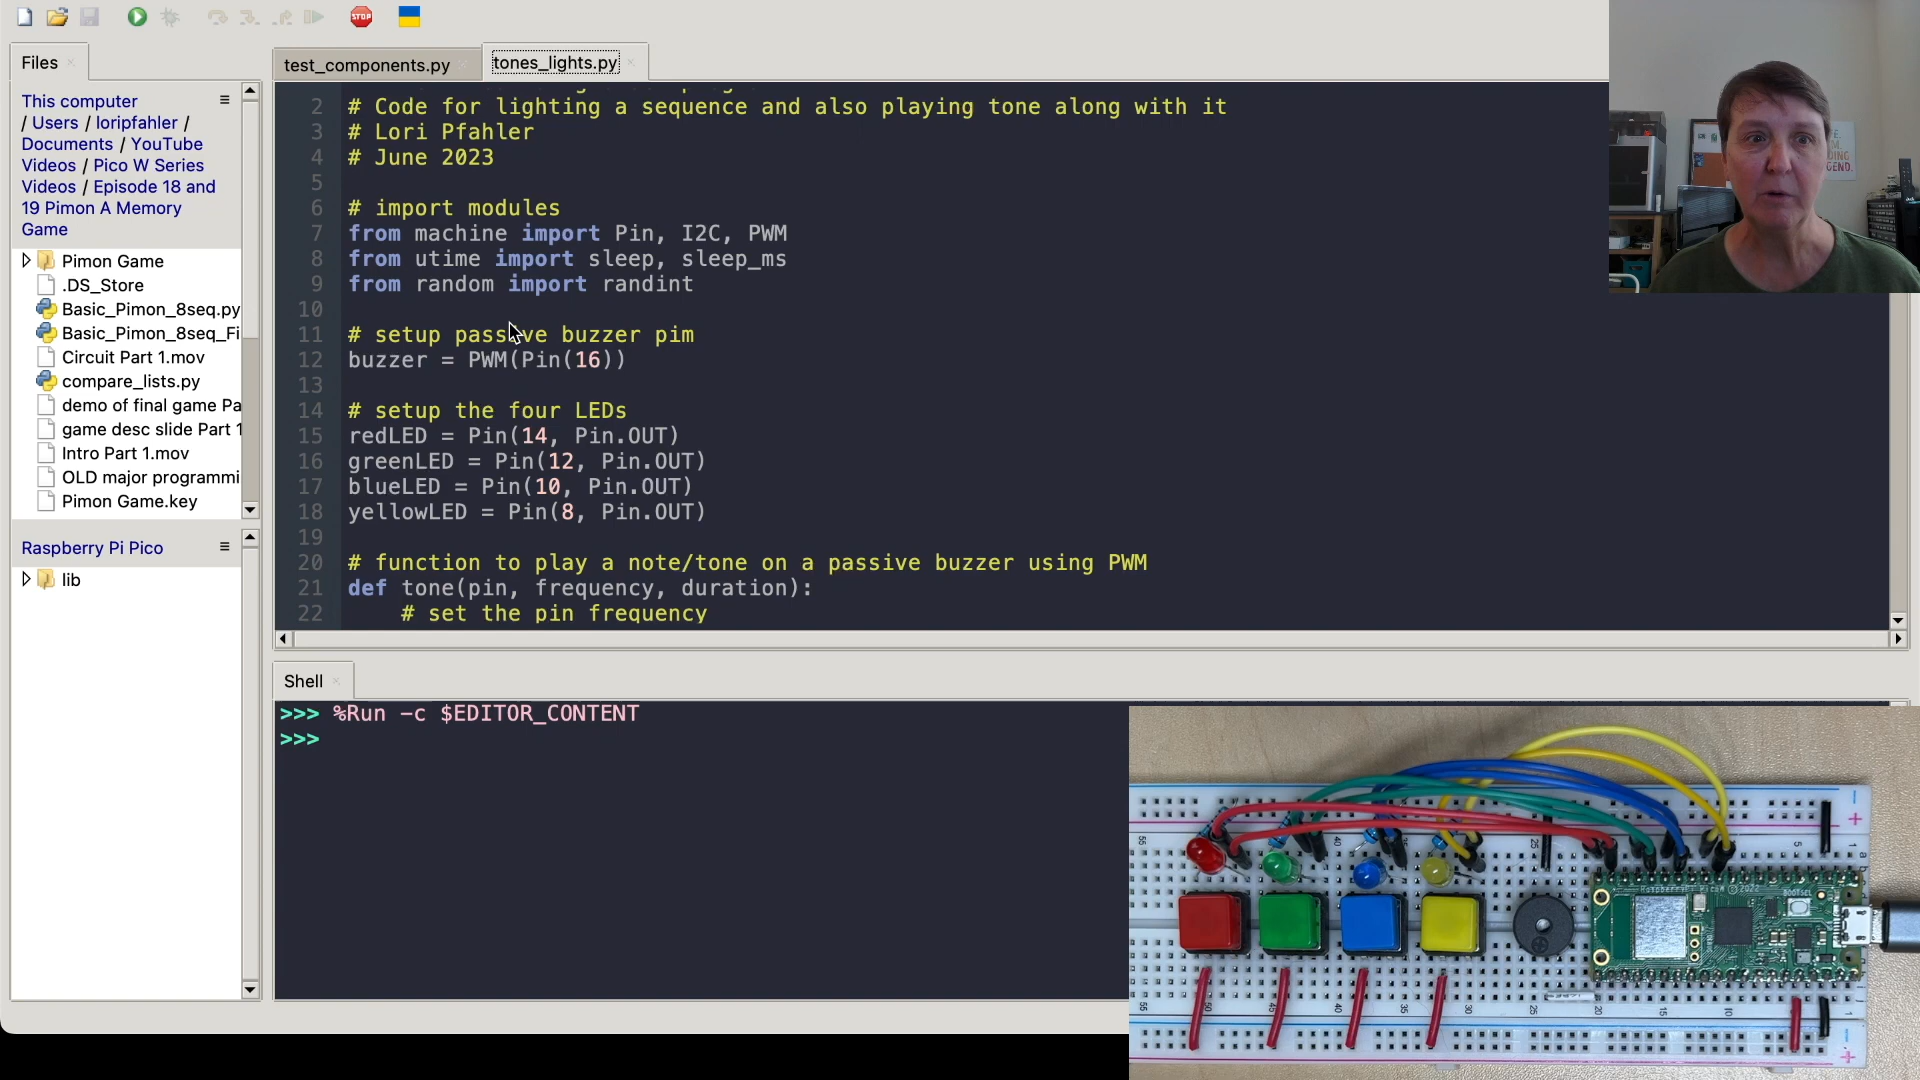 STOP
Files
This computer
/ Users / loripfahler /
Documents / YouTube
Videos / Pico W Series
Videos / Episode 18 and
19 Pimon A Memory
Game
Pimon Game
.DS_Store
Basic_Pimon_8seq.py
Basic_Pimon_8seq_Fi
Circuit Part 1.mov
compare_lists.py
demo of final game Pa
game desc slide Part 1
Intro Part 1.mov
OLD major programmi
Pimon Game.key
Raspberry Pi Pico
lib
test_components.py
tones_lights.py
2 # Code for lighting a sequence and also playing tone along with it
3 # Lori Pfahler
4 # June 2023
5
6 # import modules
7 from machine import Pin, I2C, PWM
8 from utime import sleep, sleep_ms
9 from random import randint
10
11 # setup passive buzzer pim
12 buzzer = PWM(Pin(16))
13
14 # setup the four LEDs
15 redLED = Pin(14, Pin.OUT)
16 greenLED = Pin(12, Pin.OUT)
17 blueLED = Pin(10, Pin.OUT)
18 yellowLED = Pin(8, Pin.OUT)
19
20 # function to play a note/tone on a passive buzzer using PWM
21 def tone(pin, frequency, duration):
22 # set the pin frequency
Shell
>>> %Run -c $EDITOR_CONTENT
>>>